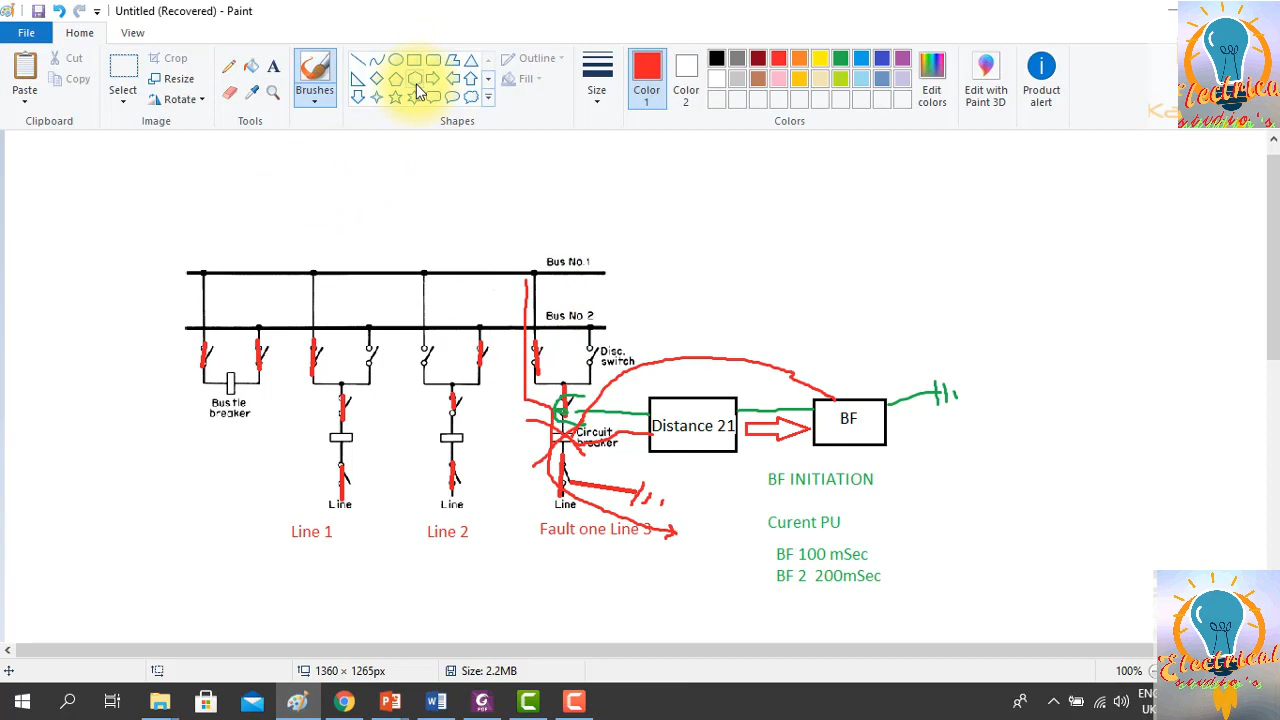 Untitled (Recovered) - Paint
File
Home
View
Paste
Cut
Copy
Clipboard
Select
Crop
Resize
Rotate
Image
A
Tools
Brushes
Shapes
Outline
Fill
Size
Color
1
Color
2
Edit
colors
Colors
Edit with
Paint 3D
Product
alert
Electrical
studio's
Bus No.1
Bus No 2
Disc.
switch
Bus tie
breaker
Circuit
breaker
Distance 21
BF
Line
Line
Line
Line 1
Line 2
Fault one Line 3
BF INITIATION
Curent PU
BF 100 mSec
BF 2 200mSec
Electrical
studio's
1360 × 1265px
Size: 2.2MB
100%